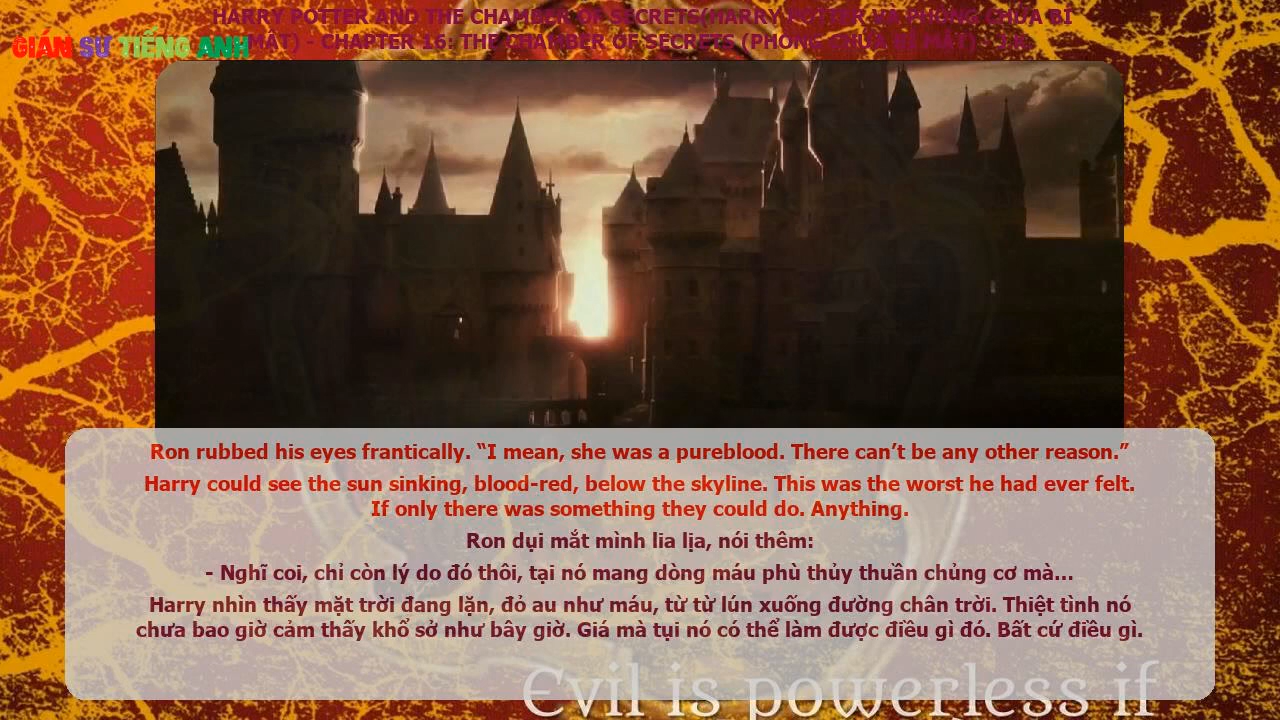 HARRY POTTER AND THE CHAMBER OF SECRETS(HARRY POTTER VÀ PHÒNG CHỨA BÍ
MẬT) - CHAPTER 16: THE CHAMBER OF SECRETS (PHÒNG CHỨA BÍ MẬT) - J.K.
GIÁN SỨ TIẾNG ANH
Ron rubbed his eyes frantically. “I mean, she was a pureblood. There can’t be any other reason.”
Harry could see the sun sinking, blood-red, below the skyline. This was the worst he had ever felt.
If only there was something they could do. Anything.
Ron dụi mắt mình lia lịa, nói thêm:
- Nghĩ coi, chỉ còn lý do đó thôi, tại nó mang dòng máu phù thủy thuần chủng cơ mà...
Harry nhìn thấy mặt trời đang lặn, đỏ au như máu, từ từ lún xuống đường chân trời. Thiệt tình nó
chưa bao giờ cảm thấy khổ sở như bây giờ. Giá mà tụi nó có thể làm được điều gì đó. Bất cứ điều gì.
Evil is powerless if